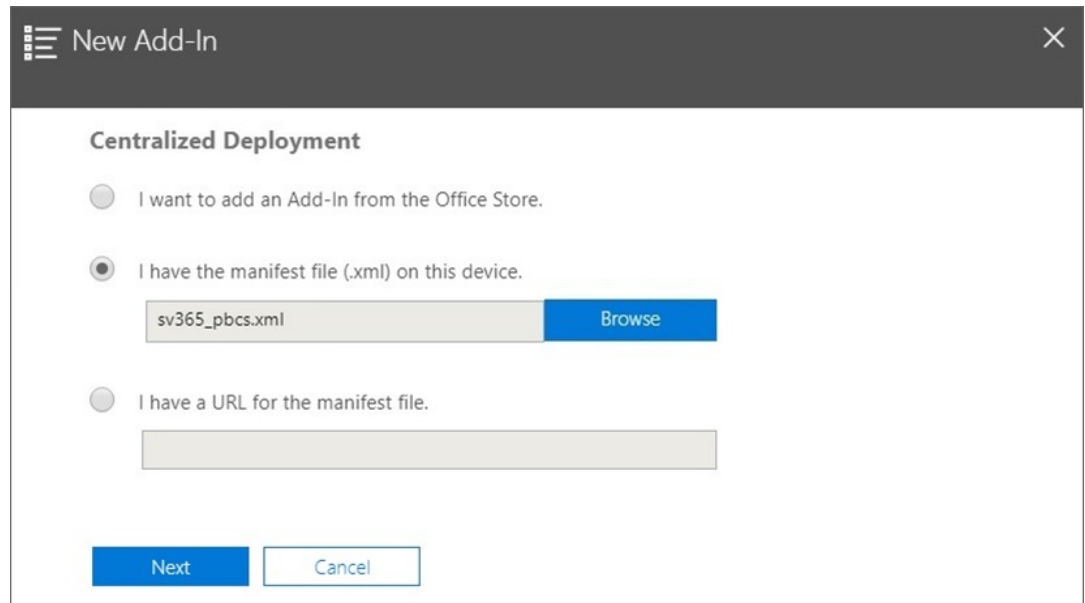 New Add-In
Centralized Deployment
I want to add an Add-In from the Office Store.
I have the manifest file (.xml) on this device.
sv365_pbcs.xml Browse
I have a URL for the manifest file.
Next Cancel